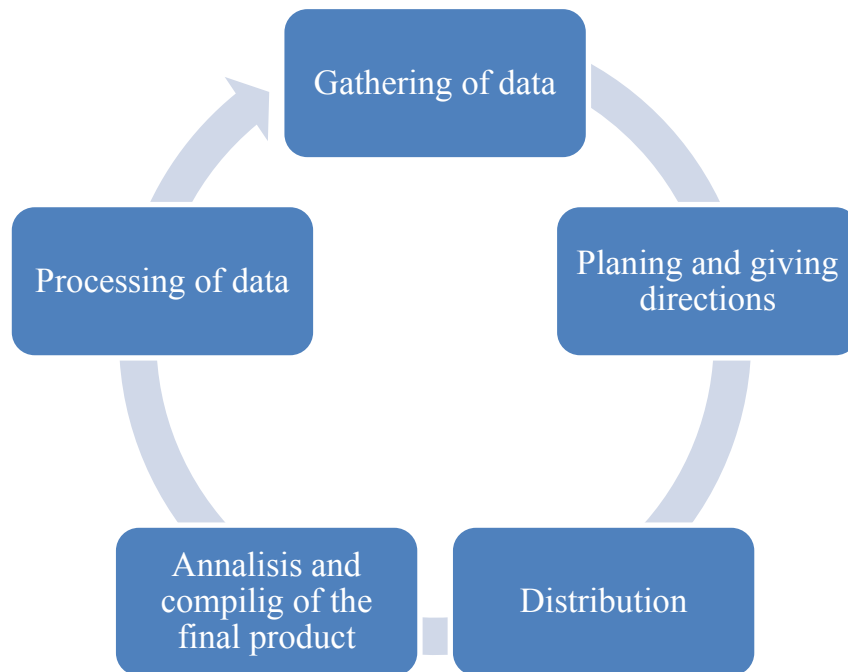 Gathering of data
Planing and giving
directions
Distribution
Annalisis and
compilig of the
final product
Processing of data